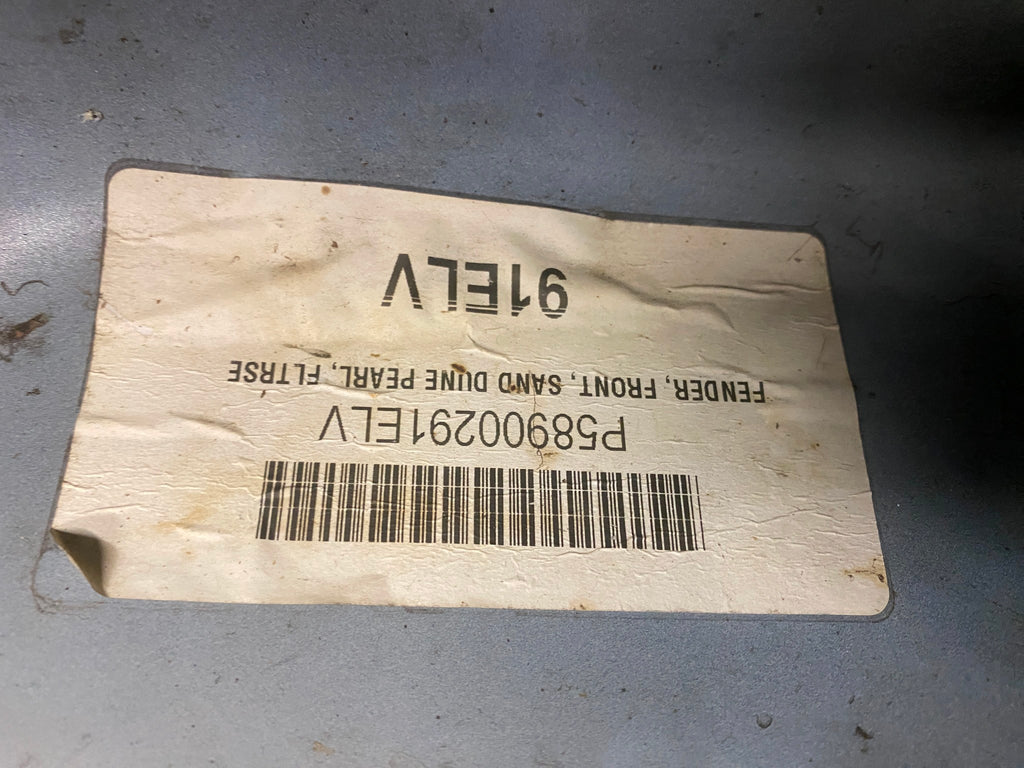 P58900291ELV
FENDER, FRONT, SAND DUNE PEARL, FLTRSE
91ELV